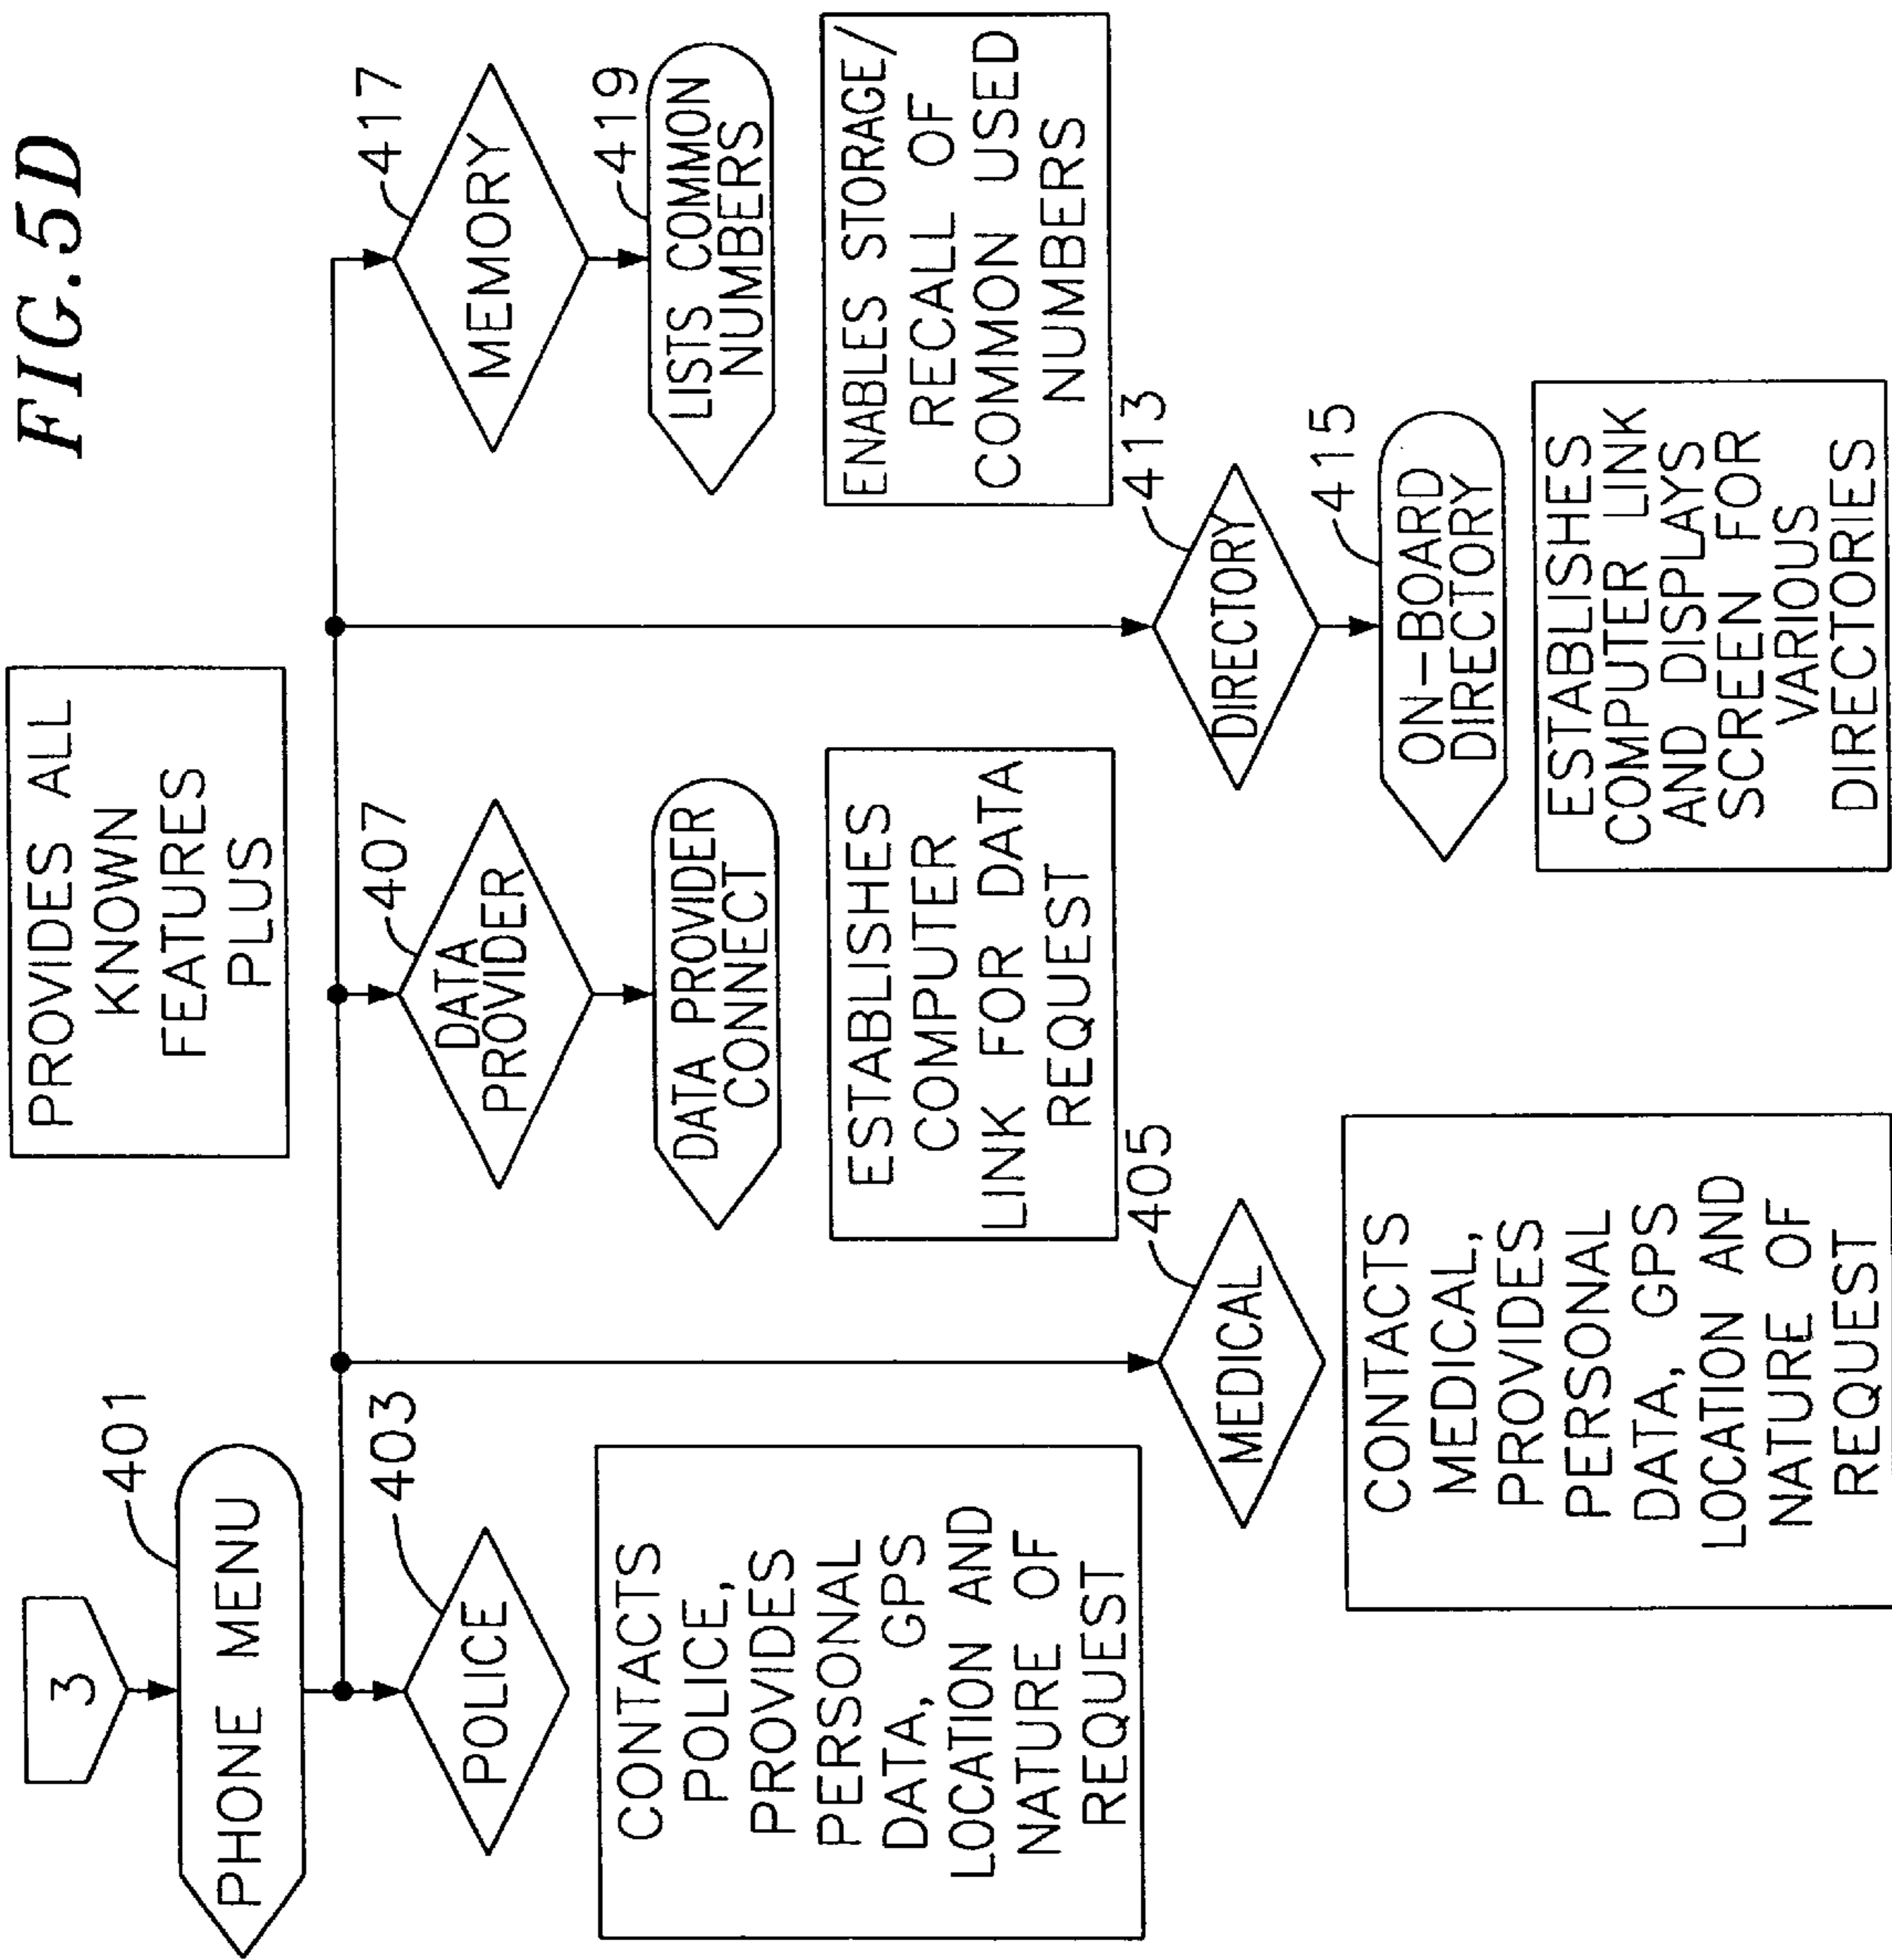 FIG. 5D
PROVIDES ALL
KNOWN
FEATURES
PLUS
3
401
PHONE MENU
403
POLICE
CONTACTS
POLICE,
PROVIDES
PERSONAL
DATA, GPS
LOCATION AND
NATURE OF
REQUEST
405
MEDICAL
CONTACTS
MEDICAL,
PROVIDES
PERSONAL
DATA, GPS
LOCATION AND
NATURE OF
REQUEST
407
DATA
PROVIDER
DATA PROVIDER
CONNECT
ESTABLISHES
COMPUTER
LINK FOR DATA
REQUEST
413
DIRECTORY
415
ON-BOARD
DIRECTORY
ESTABLISHES
COMPUTER LINK
AND DISPLAYS
SCREEN FOR
VARIOUS
DIRECTORIES
417
MEMORY
419
LISTS COMMON
NUMBERS
ENABLES STORAGE/
RECALL OF
COMMON USED
NUMBERS